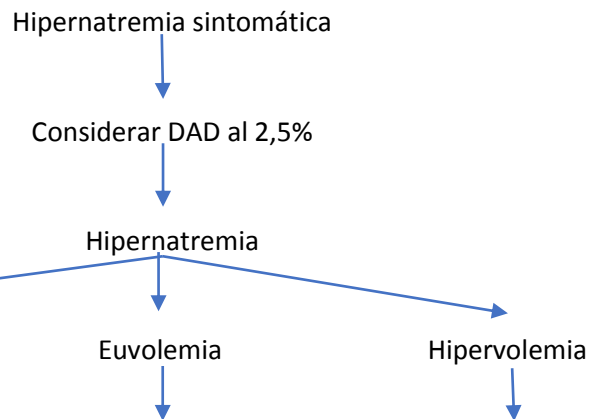 Hipernatremia sintomática
Considerar DAD al 2,5%
Hipernatremia
Euvolemia
Hipervolemia